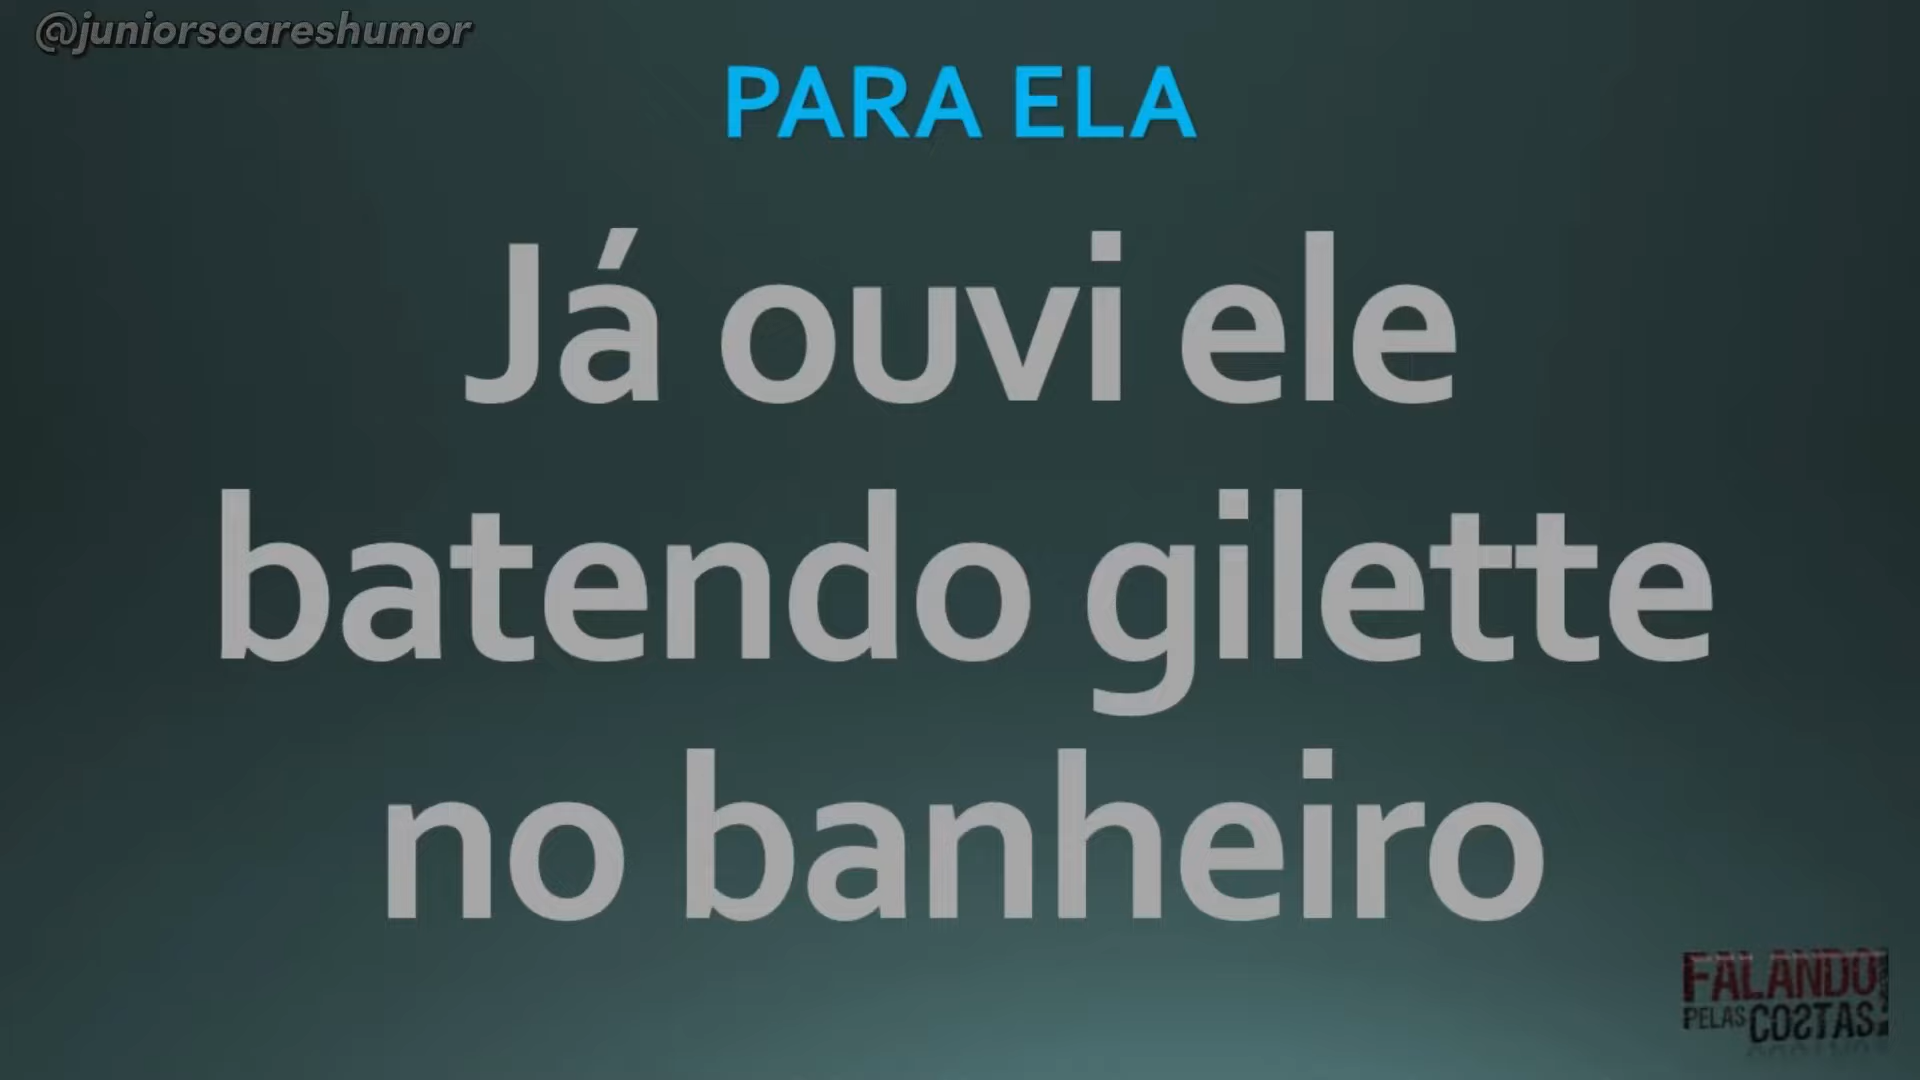 @juniorsoareshumor
PARA ELA
Já ouvi ele
batendo gilette
no banheiro
FALANDO
PELAS COSTAS!